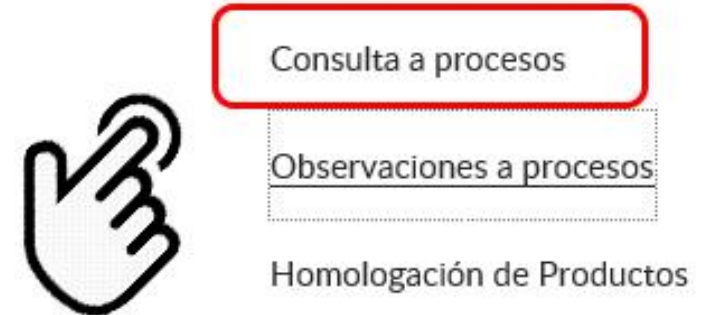 Consulta a procesos
Observaciones a procesos
Homologación de Productos